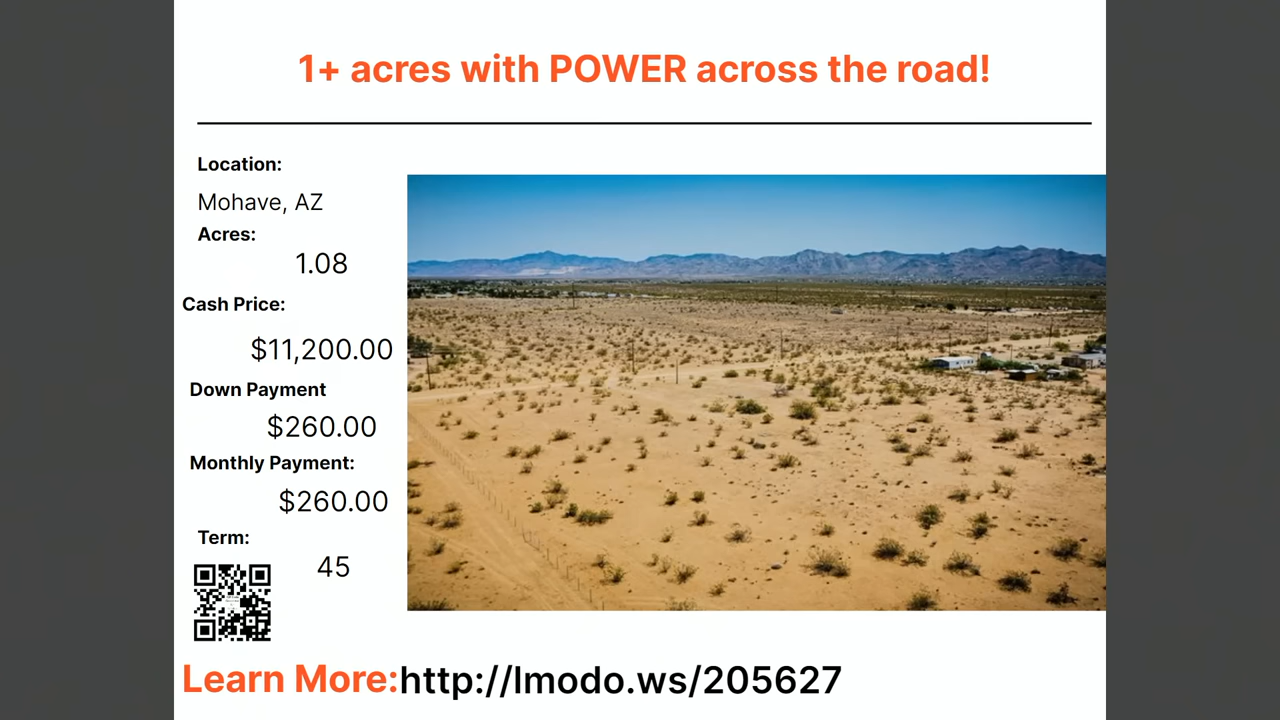 1+ acres with POWER across the road!
Location:
Mohave, AZ
Acres:
1.08
Cash Price:
$11,200.00
Down Payment
$260.00
Monthly Payment:
$260.00
Term:
45
Learn More:http://lmodo.ws/205627